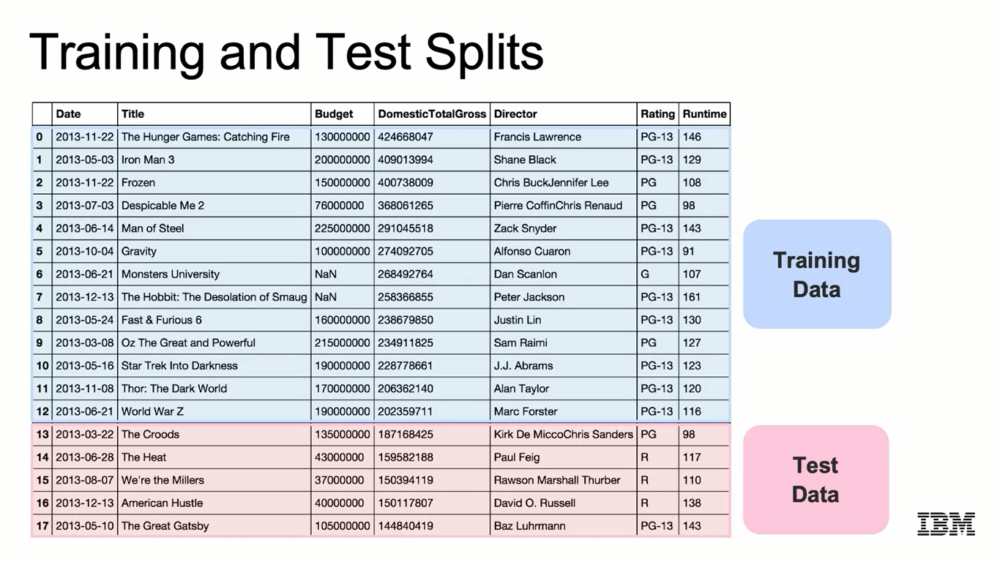 Training and Test Splits
Date Title Budget DomesticTotalGross Director Rating Runtime
0 2013-11-22 The Hunger Games: Catching Fire 130000000 424668047 Francis Lawrence PG-13 146
1 2013-05-03 Iron Man 3 200000000 409013994 Shane Black PG-13 129
2 2013-11-22 Frozen 150000000 400738009 Chris BuckJennifer Lee PG 108
3 2013-07-03 Despicable Me 2 76000000 368061265 Pierre CoffinChris Renaud PG 98
4 2013-06-14 Man of Steel 225000000 291045518 Zack Snyder PG-13 143
5 2013-10-04 Gravity 100000000 274092705 Alfonso Cuaron PG-13 91
6 2013-06-21 Monsters University NaN 268492764 Dan Scanlon G 107
7 2013-12-13 The Hobbit: The Desolation of Smaug NaN 258366855 Peter Jackson PG-13 161
8 2013-05-24 Fast & Furious 6 160000000 238679850 Justin Lin PG-13 130
9 2013-03-08 Oz The Great and Powerful 215000000 234911825 Sam Raimi PG 127
10 2013-05-16 Star Trek Into Darkness 190000000 228778661 J.J. Abrams PG-13 123
11 2013-11-08 Thor: The Dark World 170000000 206362140 Alan Taylor PG-13 120
12 2013-06-21 World War Z 190000000 202359711 Marc Forster PG-13 116
13 2013-03-22 The Croods 135000000 187168425 Kirk De MiccoChris Sanders PG 98
14 2013-06-28 The Heat 43000000 159582188 Paul Feig R 117
15 2013-08-07 We're the Millers 37000000 150394119 Rawson Marshall Thurber R 110
16 2013-12-13 American Hustle 40000000 150117807 David O. Russell R 138
17 2013-05-10 The Great Gatsby 105000000 144840419 Baz Luhrmann PG-13 143
Training
Data
Test
Data
IBM